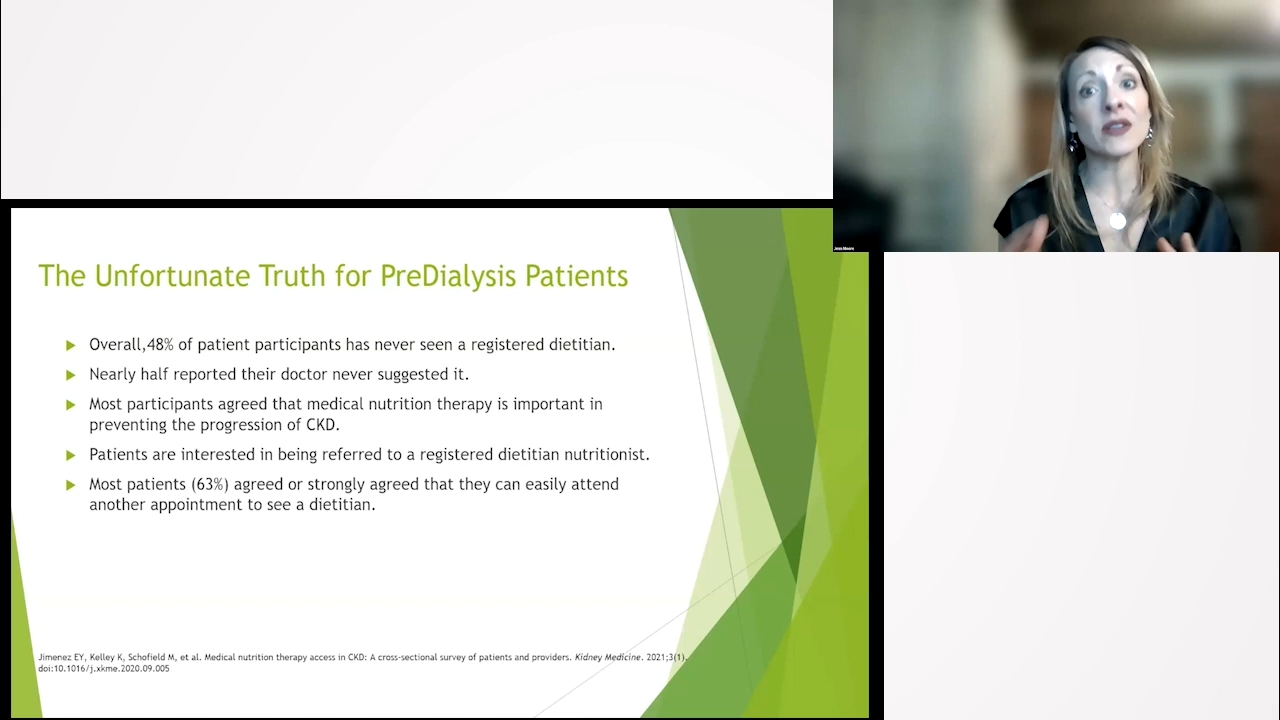 Jenn Moore
The Unfortunate Truth for PreDialysis Patients
Overall,48% of patient participants has never seen a registered dietitian.
Nearly half reported their doctor never suggested it.
Most participants agreed that medical nutrition therapy is important in
preventing the progression of CKD.
Patients are interested in being referred to a registered dietitian nutritionist.
Most patients (63%) agreed or strongly agreed that they can easily attend
another appointment to see a dietitian.
Jimenez EY, Kelley K, Schofield M, et al. Medical nutrition therapy access in CKD: A cross-sectional survey of patients and providers. Kidney Medicine. 2021;3(1).
doi:10.1016/j.xkme.2020.09.005